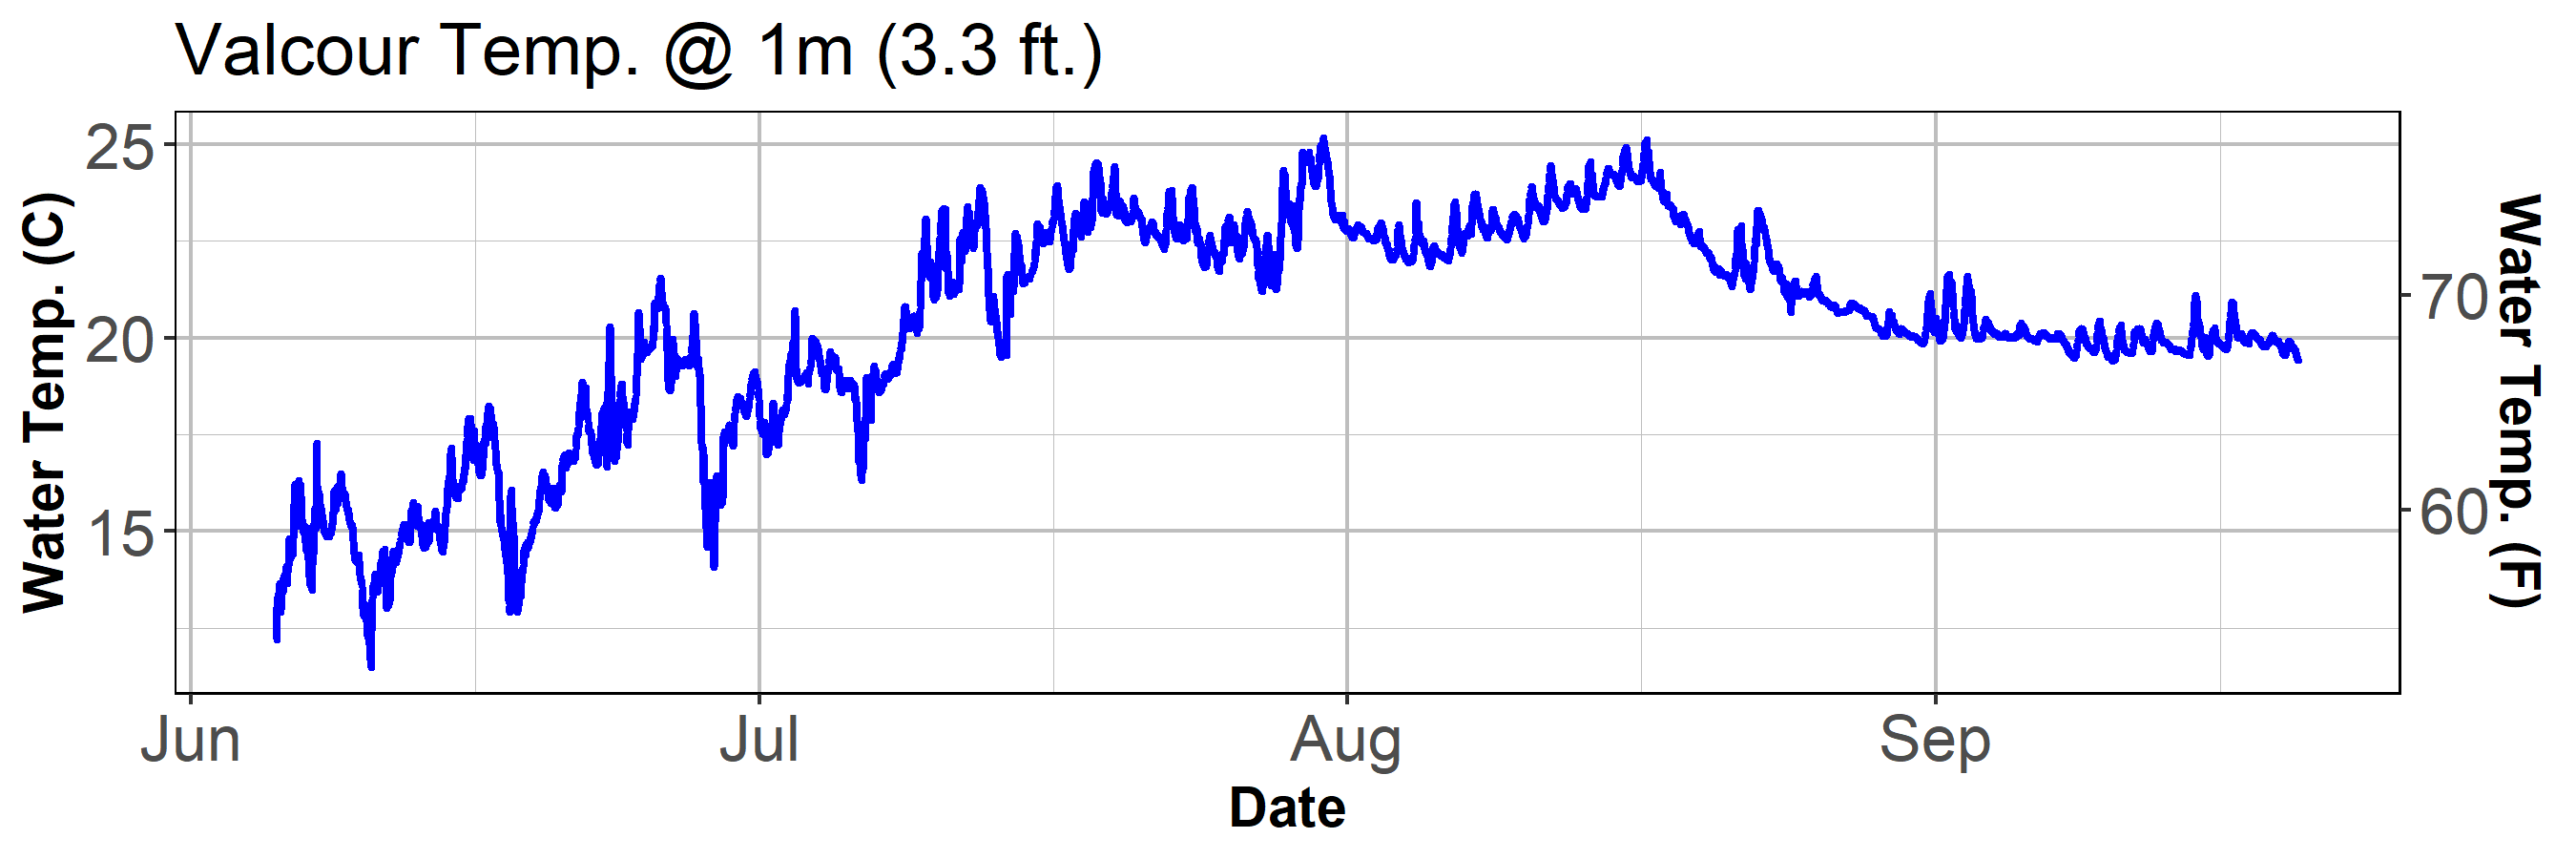 Valcour Temp. @ 1m (3.3 ft.)
Water Temp. (C)
25
20
15
70
60
Water Temp. (F)
Jun
Jul
Aug
Sep
Date